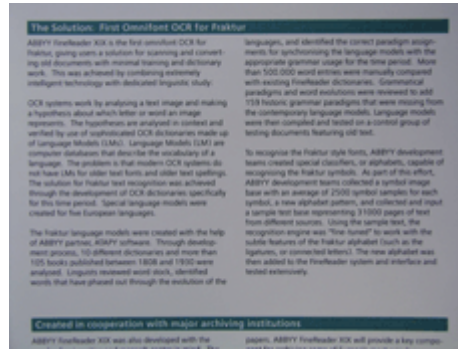 The Solution: First Omnifont OCR for Fraktur
ABBYY FineReader XIX is the first omnifont OCR for
Fraktur, giving users a solution for scanning and convert-
ing old documents with minimal training and dictionary
work. This was achieved by combining extremely
intelligent technology with dedicated linguistic study:
OCR systems work by analysing a text image and making
a hypothesis about which letter or word an image
represents. The hypotheses are analysed in context and
verified by use of sophisticated OCR dictionaries made up
of Language Models (LMs). Language Models (LM) are
computer databases that describe the vocabulary of a
language. The problem is that modern OCR systems do
not have LMs for older text fonts and older text spellings.
The solution for Fraktur text recognition was achieved
through the development of OCR dictionaries specifically
for this time period. Special language models were
created for five European languages.
The Fraktur language models were created with the help
of ABBYY partner, ATAPY software. Through develop-
ment process, 10 different dictionaries and more than
105 books published between 1808 and 1930 were
analysed. Linguists reviewed word stock, identified
words that have phased out through the evolution of the
languages, and identified the correct paradigm assign-
ments for synchronising the language models with the
appropriate grammar usage for the time period. More
than 500.000 word entries were manually compared
with existing FineReader dictionaries. Grammatical
paradigms and word evolutions were reviewed to add
159 historic grammar paradigms that were missing from
the contemporary language models. Language models
were then compiled and tested on a control group of
testing documents featuring old text.
To recognise the Fraktur style fonts, ABBYY development
teams created special classifiers, or alphabets, capable of
recognising the Fraktur symbols. As part of this effort,
ABBYY development teams collected a symbol image
base with an average of 2500 symbol samples for each
symbol, a new alphabet pattern, and collected and input
a sample test base representing 31000 pages of text
from different sources. Using the sample text, the
recognition engine was "fine tuned" to work with the
subtle features of the Fraktur alphabet (such as the
ligatures, or connected letters). The new alphabet was
then added to the FineReader system and interface and
tested extensively.
Created in cooperation with major archiving institutions
ABBYY FineReader XIX was also developed with the
papers. ABBYY FineReader XIX will provide a key compo-